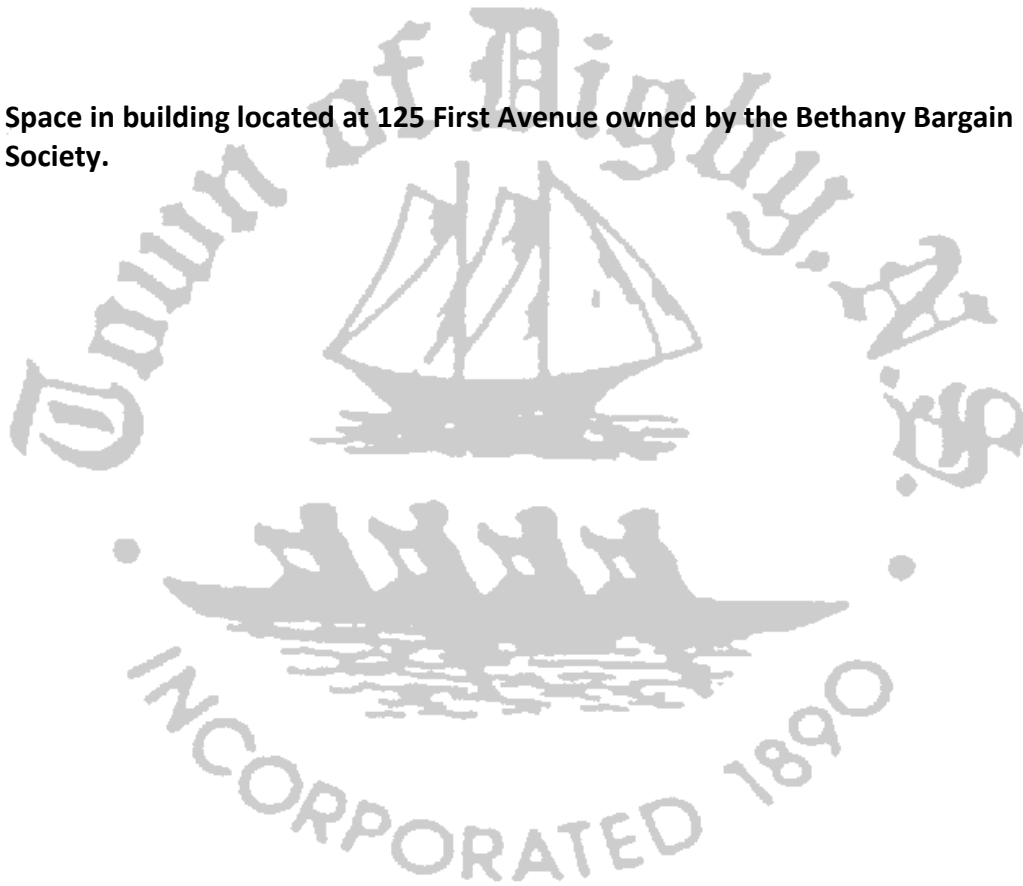 Town of Digby, N.S.
Space in building located at 125 First Avenue owned by the Bethany Bargain
Society.
INCORPORATED 1890